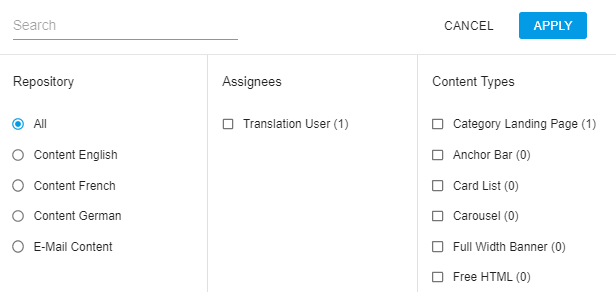 Search
CANCEL
APPLY
Repository
All
Content English
Content French
Content German
E-Mail Content
Assignees
Translation User (1)
Content Types
Category Landing Page (1)
Anchor Bar (0)
Card List (0)
Carousel (0)
Full Width Banner (0)
Free HTML (0)